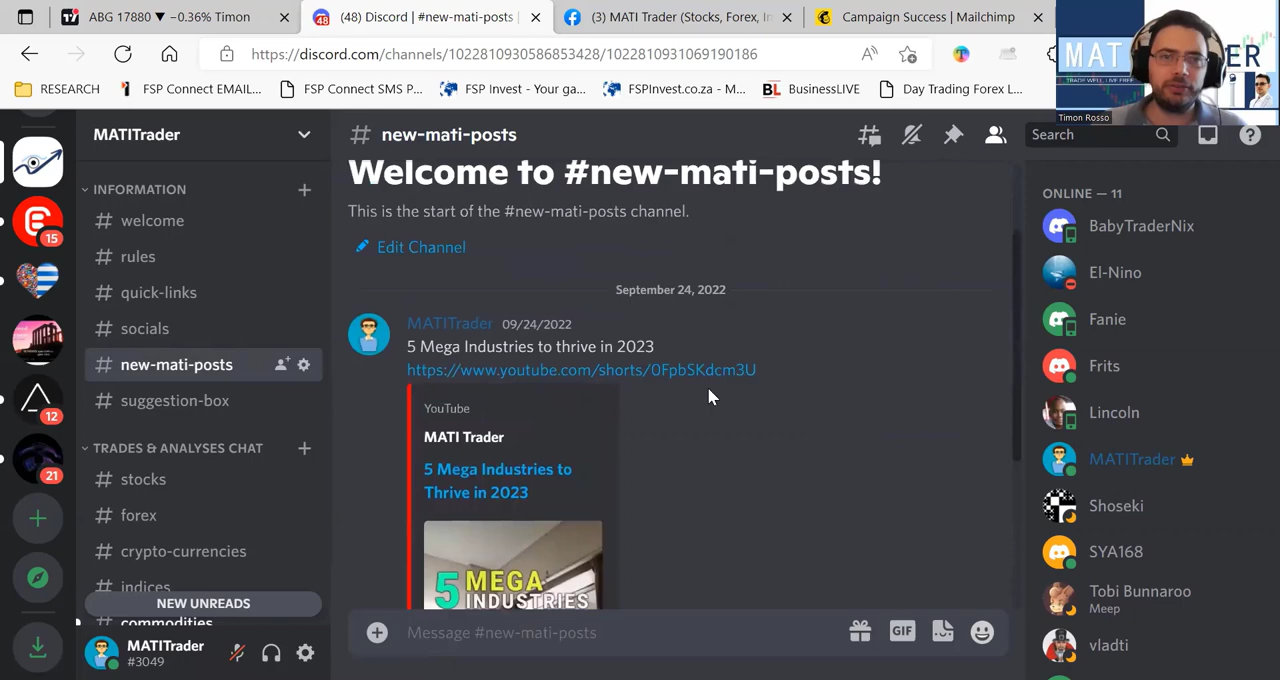 ABG 17880 ▼ −0.36% Timon
(48) Discord | #new-mati-posts |
(3) MATI Trader (Stocks, Forex, In
Campaign Success | Mailchimp
https://discord.com/channels/1022810930586853428/1022810931069190186
RESEARCH
FSP Connect EMAIL...
FSP Connect SMS P...
FSP Invest - Your ga...
FSPInvest.co.za - M...
BusinessLIVE
Day Trading Forex L...
MAT
ER
Timon Rosso
MATITrader
# new-mati-posts
Search
INFORMATION
# welcome
# rules
# quick-links
# socials
# new-mati-posts
# suggestion-box
TRADES & ANALYSES CHAT
# stocks
# forex
# crypto-currencies
# indices
NEW UNREADS
commodities
MATITrader
#3049
15
12
21
Welcome to #new-mati-posts!
This is the start of the #new-mati-posts channel.
Edit Channel
September 24, 2022
MATITrader 09/24/2022
5 Mega Industries to thrive in 2023
https://www.youtube.com/shorts/0FpbSKdcm3U
YouTube
MATI Trader
5 Mega Industries to
Thrive in 2023
5 MEGA
INDUSTRIES
Message #new-mati-posts
GIF
ONLINE — 11
BabyTraderNix
El-Nino
Fanie
Frits
Lincoln
MATITrader
Shoseki
SYA168
Tobi Bunnaroo
Meep
vladti